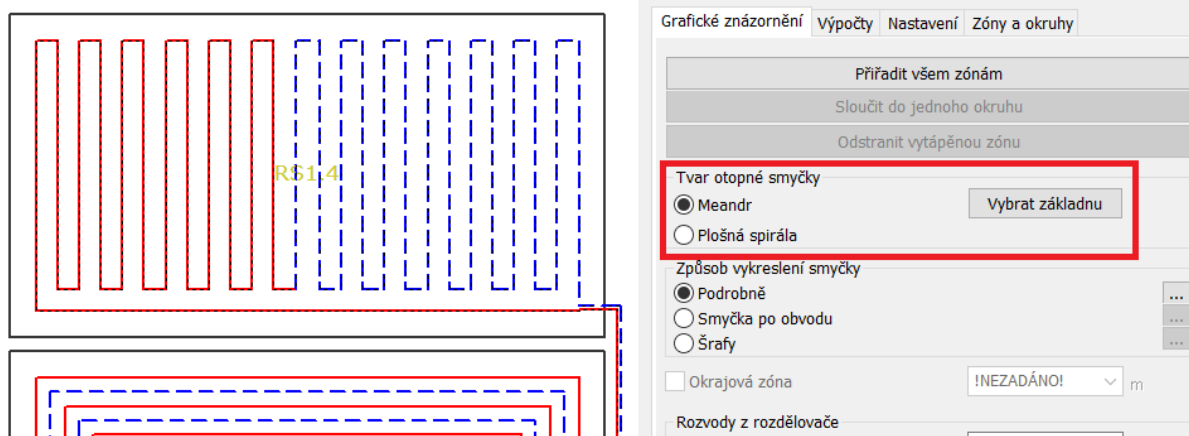 RS1.4
Grafické znázornění Výpočty Nastavení Zóny a okruhy
Přiřadit všem zónám
Sloučit do jednoho okruhu
Odstranit vytápěnou zónu
Tvar otopné smyčky
Meandr
Vybrat základnu
Plošná spirála
Způsob vykreslení smyčky
Podrobně
...
Smyčka po obvodu
...
Šrafy
...
Okrajová zóna
!NEZADÁNO!
m
Rozvody z rozdělovače